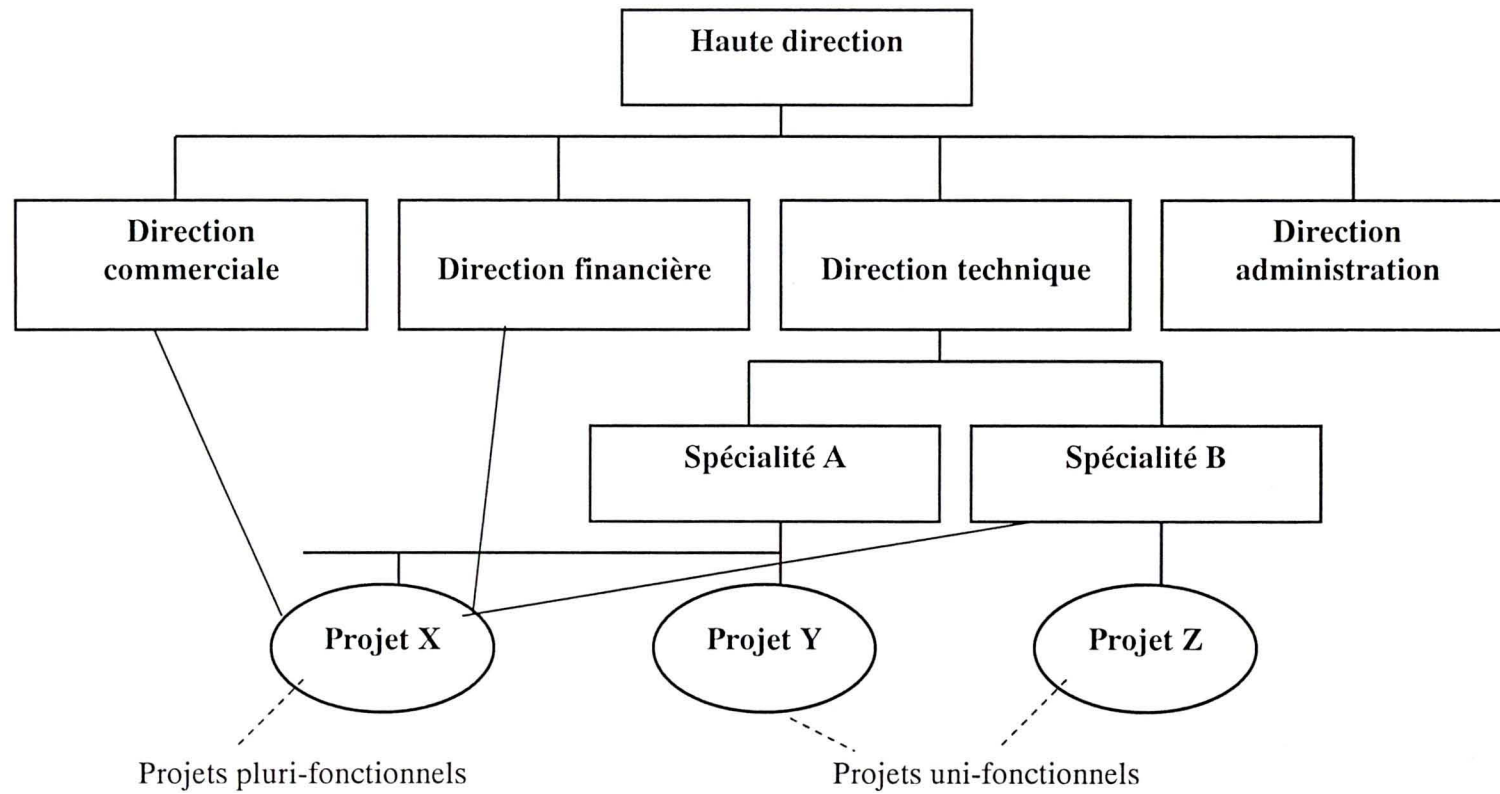 Haute direction
Direction
commerciale
Direction financière
Direction technique
Direction
administration
Spécialité A
Spécialité B
Projet X
Projet Y
Projet Z
Projets pluri-fonctionnels
Projets uni-fonctionnels